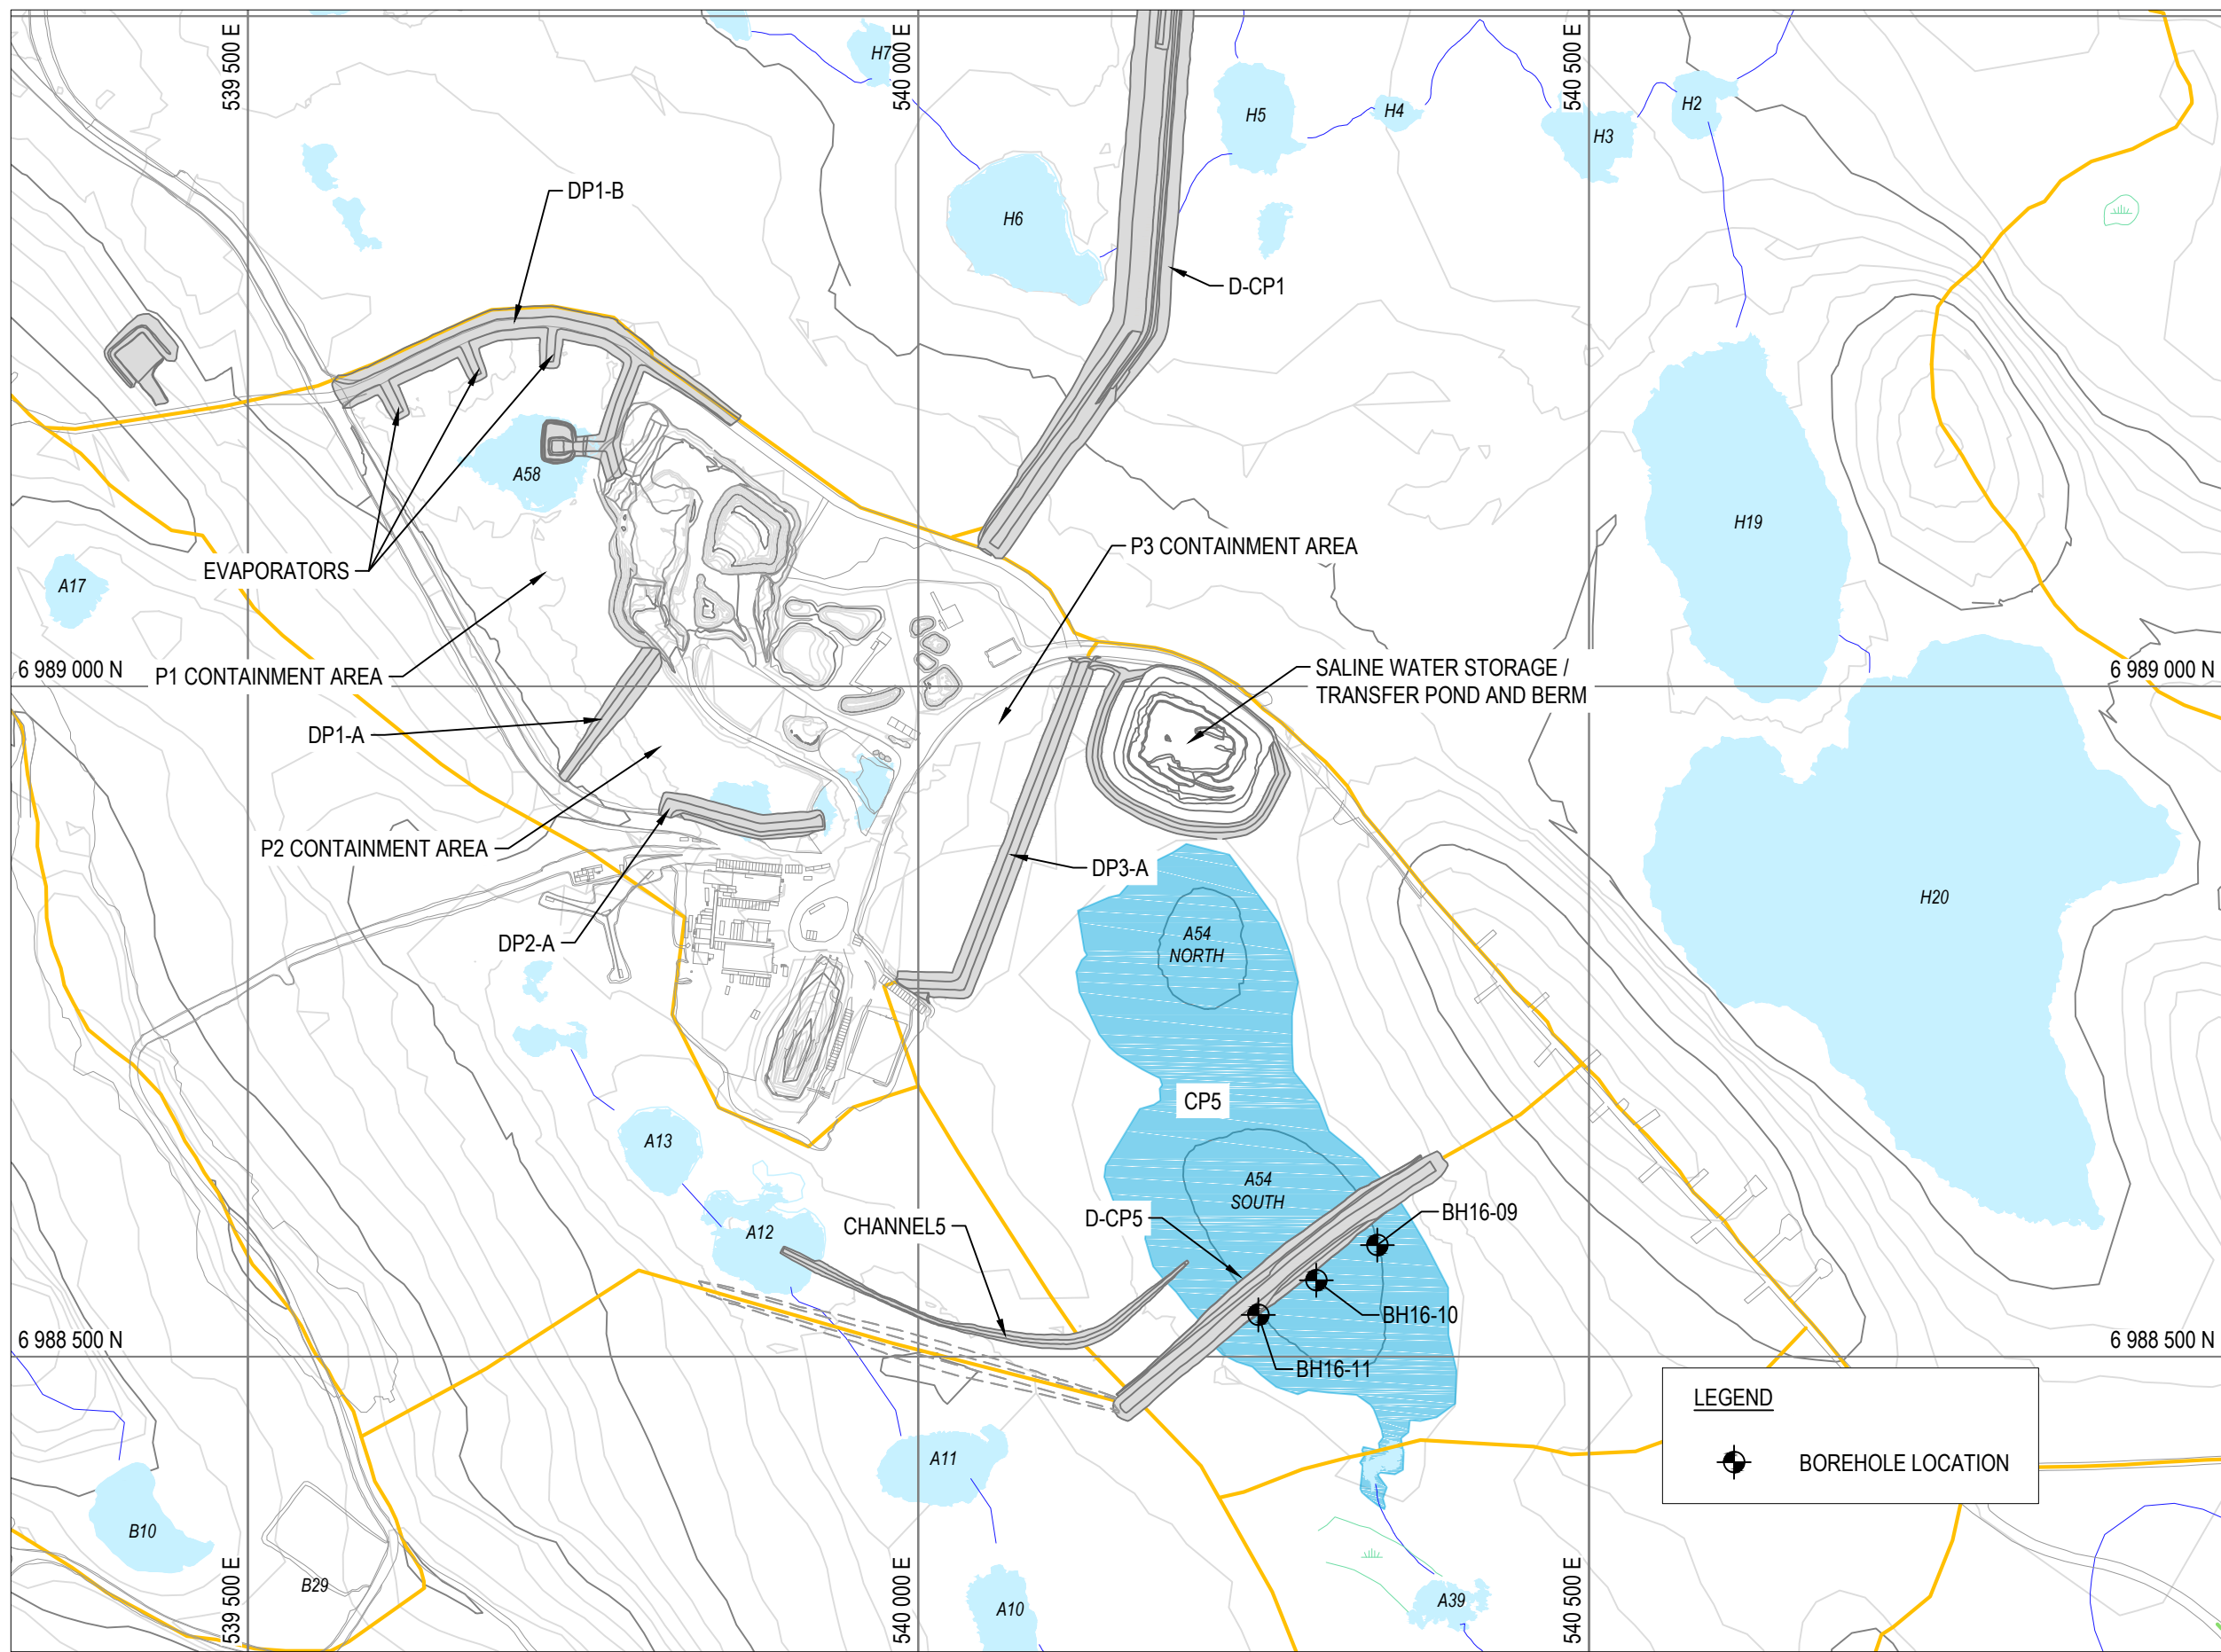 539 500 E
540 000 E
540 500 E
H7
H5
H4
H3
H2
DP1-B
H6
D-CP1
A58
H19
EVAPORATORS
P3 CONTAINMENT AREA
A17
6 989 000 N
P1 CONTAINMENT AREA
SALINE WATER STORAGE /
TRANSFER POND AND BERM
6 989 000 N
DP1-A
P2 CONTAINMENT AREA
DP3-A
H20
DP2-A
A54
NORTH
CP5
A13
A54
SOUTH
A12
CHANNEL5
D-CP5
BH16-09
BH16-10
6 988 500 N
6 988 500 N
BH16-11
LEGEND
BOREHOLE LOCATION
A11
B10
B29
A10
A39
539 500 E
540 000 E
540 500 E